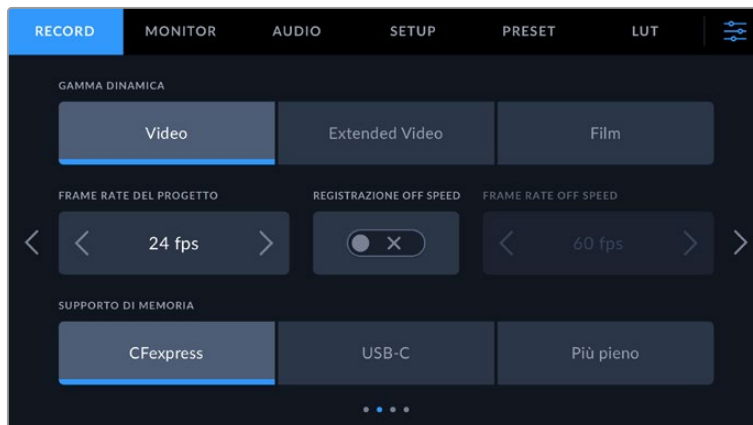 RECORD MONITOR AUDIO SETUP PRESET LUT
GAMMA DINAMICA
Video Extended Video Film
FRAME RATE DEL PROGETTO REGISTRAZIONE OFF SPEED FRAME RATE OFF SPEED
24 fps 60 fps
SUPPORTO DI MEMORIA
CFexpress USB-C Più pieno